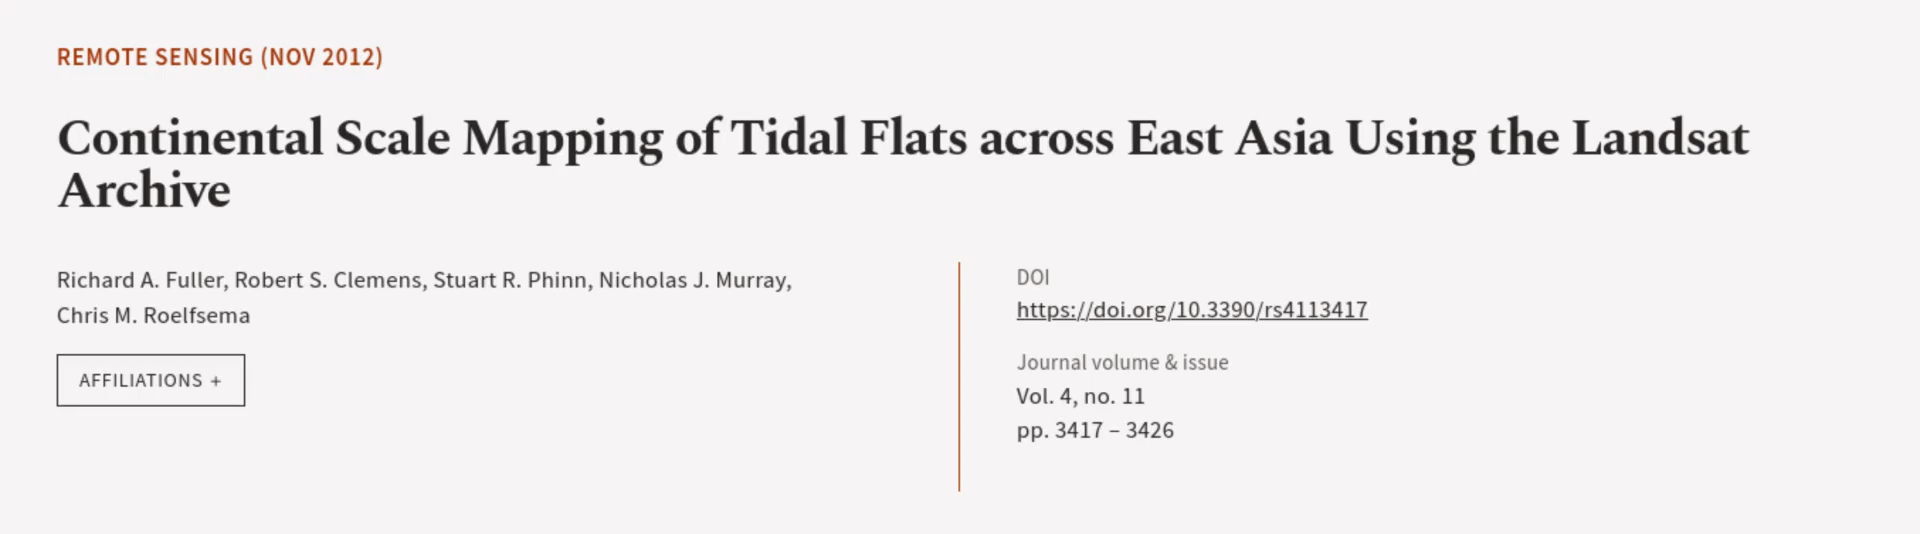 REMOTE SENSING (NOV 2012)
Continental Scale Mapping of Tidal Flats across East Asia Using the Landsat
Archive
Richard A. Fuller, Robert S. Clemens, Stuart R. Phinn, Nicholas J. Murray,
Chris M. Roelfsema
AFFILIATIONS +
DOI
https://doi.org/10.3390/rs4113417
Journal volume & issue
Vol. 4, no. 11
pp. 3417 – 3426